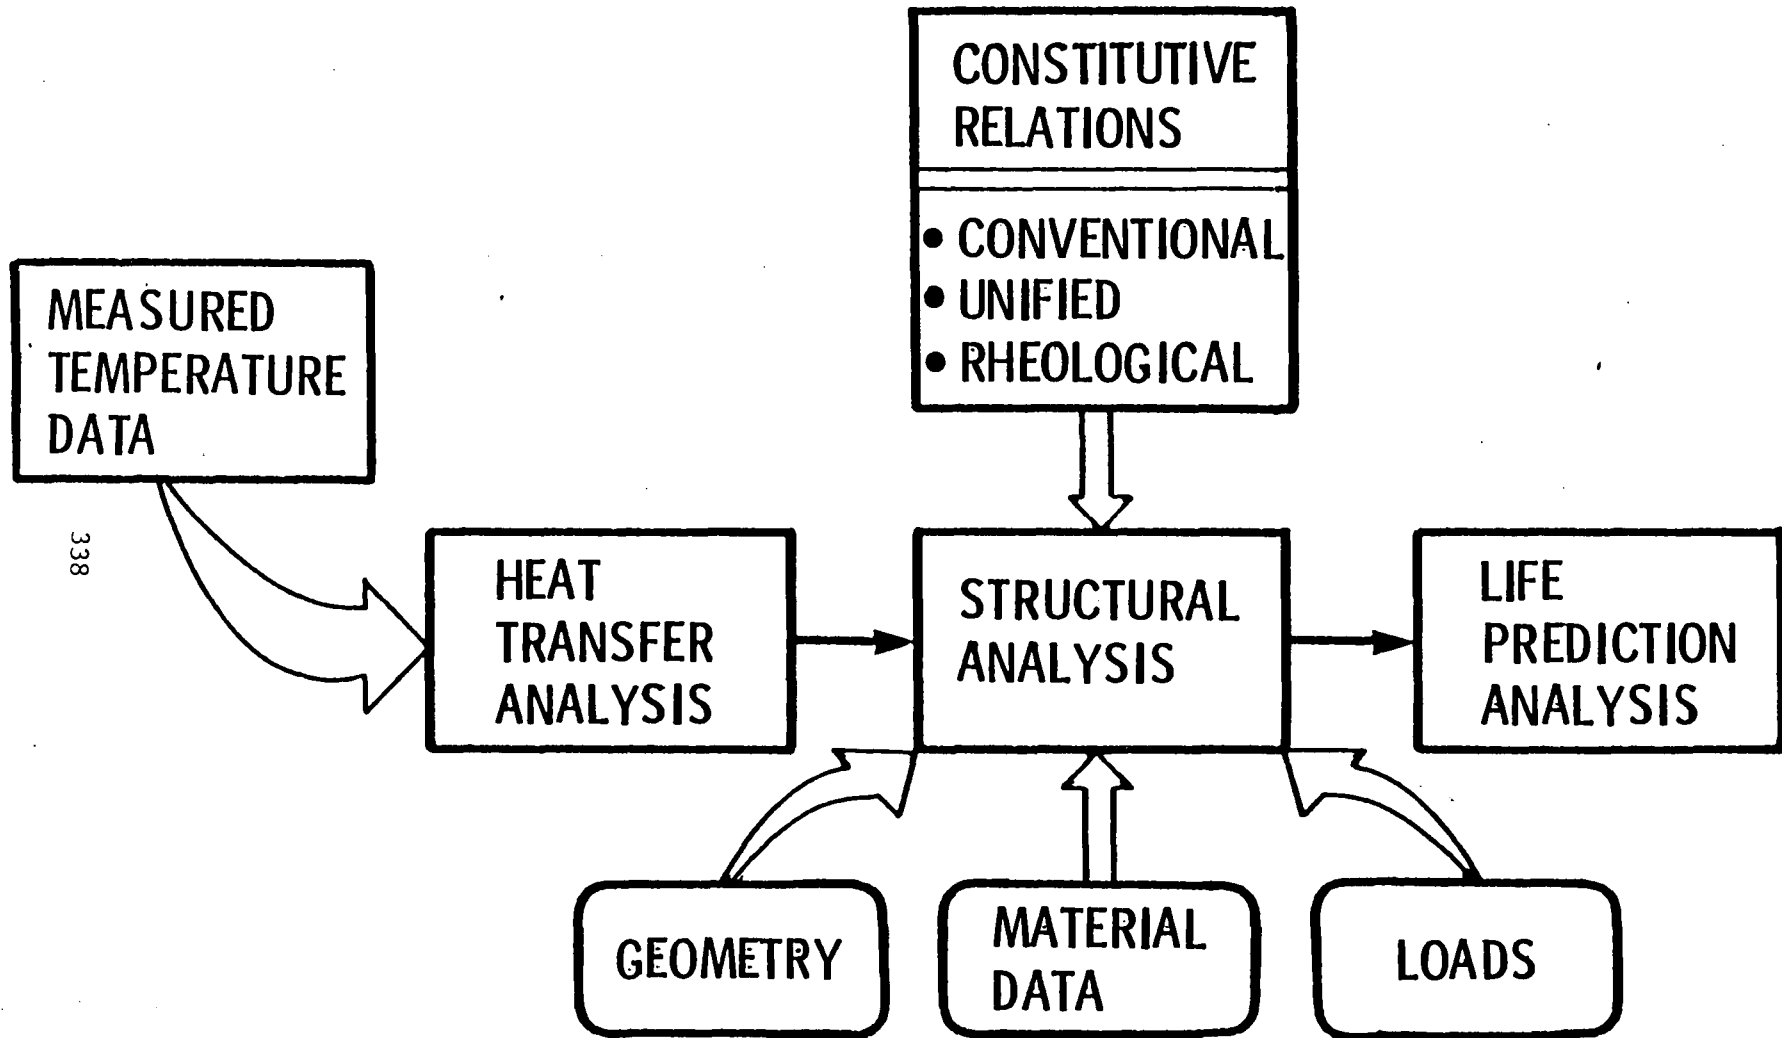 CONSTITUTIVE
RELATIONS
• CONVENTIONAL
• UNIFIED
• RHEOLOGICAL
MEASURED
TEMPERATURE
DATA
338
HEAT
TRANSFER
ANALYSIS
STRUCTURAL
ANALYSIS
LIFE
PREDICTION
ANALYSIS
GEOMETRY
MATERIAL
DATA
LOADS